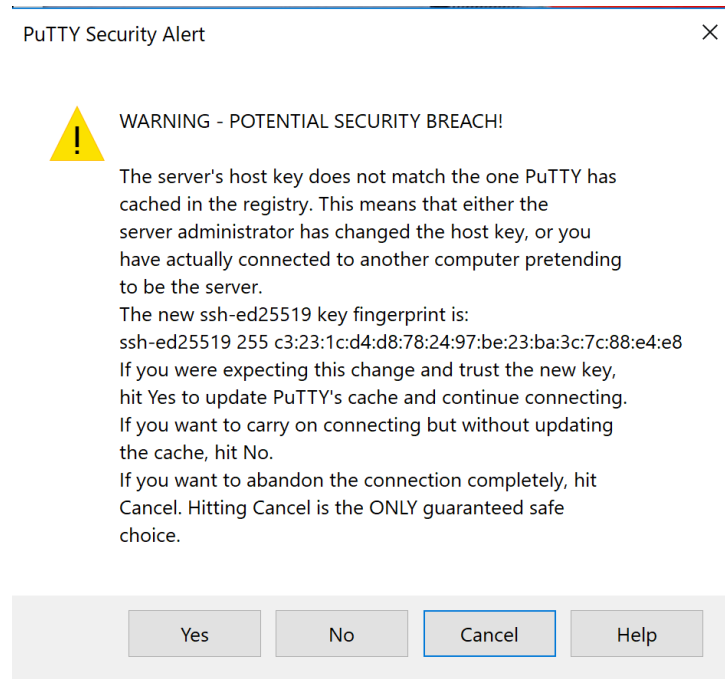 PuTTY Security Alert
WARNING - POTENTIAL SECURITY BREACH!
The server's host key does not match the one PuTTY has
cached in the registry. This means that either the
server administrator has changed the host key, or you
have actually connected to another computer pretending
to be the server.
The new ssh-ed25519 key fingerprint is:
ssh-ed25519 255 c3:23:1c:d4:d8:78:24:97:be:23:ba:3c:7c:88:e4:e8
If you were expecting this change and trust the new key,
hit Yes to update PuTTY's cache and continue connecting.
If you want to carry on connecting but without updating
the cache, hit No.
If you want to abandon the connection completely, hit
Cancel. Hitting Cancel is the ONLY guaranteed safe
choice.
Yes No Cancel Help